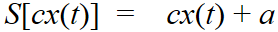 S[cx(t)] = cx(t) + a